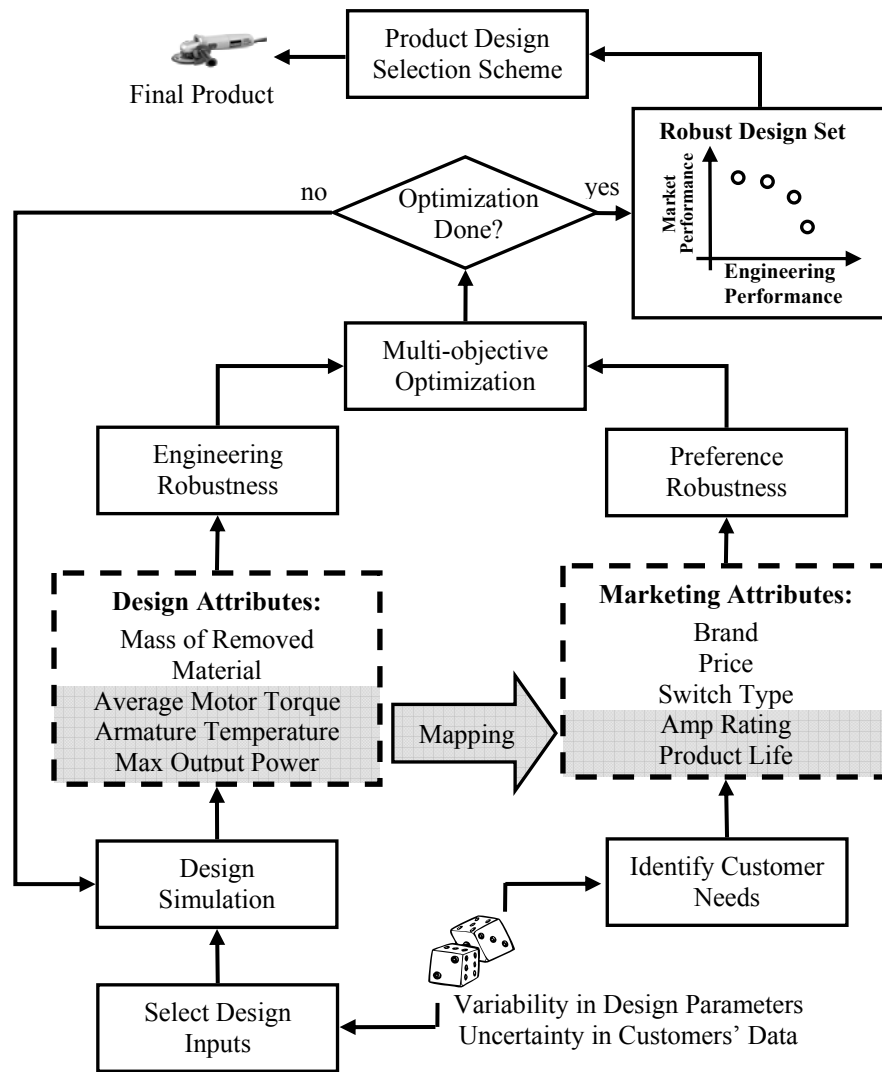 Product Design
Selection Scheme
Final Product
Robust Design Set
Market
Performance
Engineering
Performance
no
Optimization
Done?
yes
Multi-objective
Optimization
Engineering
Robustness
Preference
Robustness
Design Attributes:
Mass of Removed
Material
Average Motor Torque
Armature Temperature
Max Output Power
Mapping
Marketing Attributes:
Brand
Price
Switch Type
Amp Rating
Product Life
Design
Simulation
Identify Customer
Needs
Select Design
Inputs
Variability in Design Parameters
Uncertainty in Customers’ Data